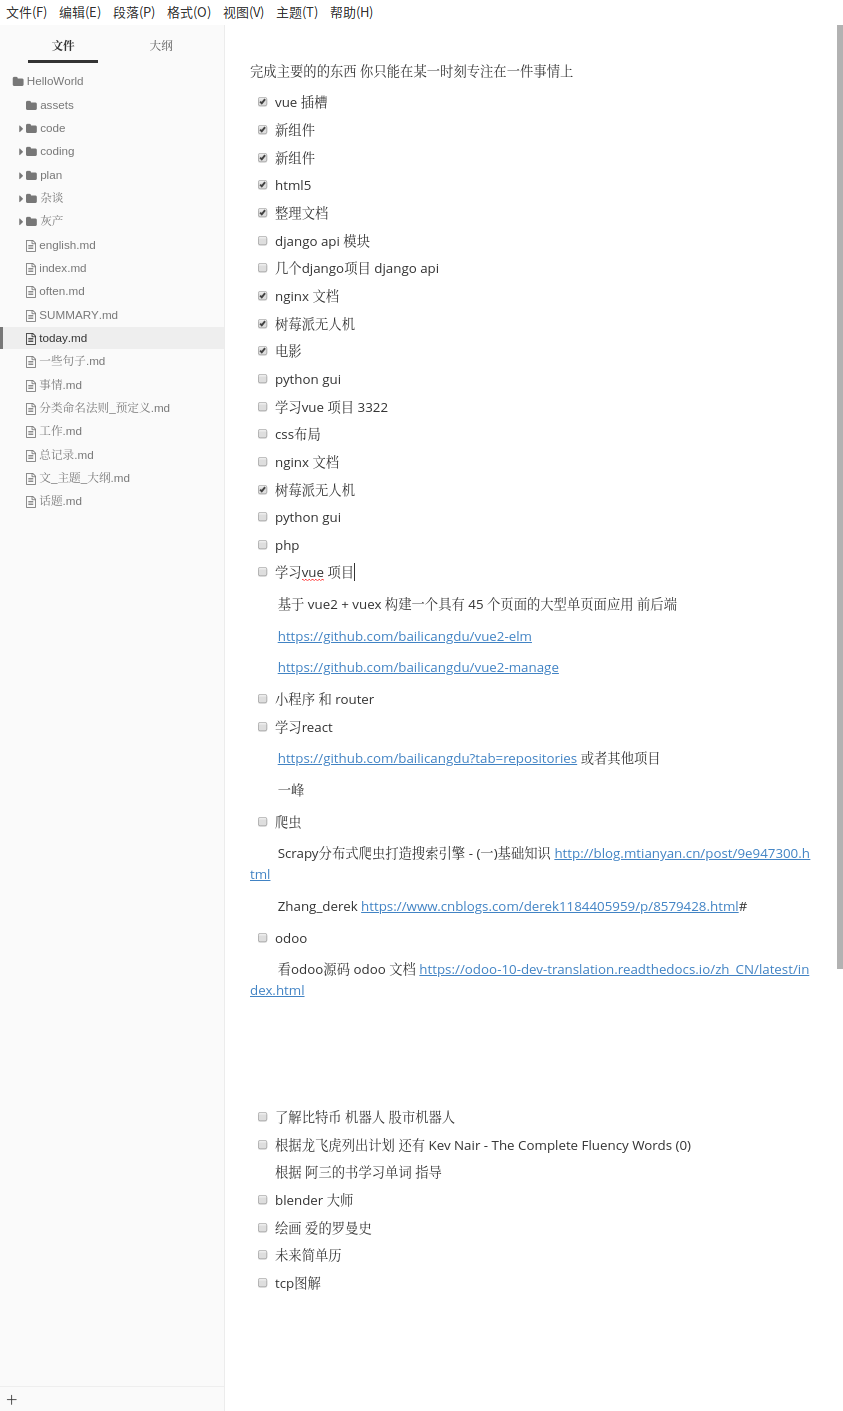 文件(F) 编辑(E) 段落(P) 格式(O) 视图(V) 主题(T) 帮助(H)
文件 大纲
HelloWorld
assets
code
coding
plan
杂谈
灰产
english.md
index.md
often.md
SUMMARY.md
today.md
一些句子.md
事情.md
分类命名法则_预定义.md
工作.md
总记录.md
文_主题_大纲.md
话题.md
完成主要的的东西 你只能在某一时刻专注在一件事情上
vue 插槽
新组件
新组件
html5
整理文档
django api 模块
几个django项目 django api
nginx 文档
树莓派无人机
电影
python gui
学习vue 项目 3322
css布局
nginx 文档
树莓派无人机
python gui
php
学习vue 项目
基于 vue2 + vuex 构建一个具有 45 个页面的大型单页面应用 前后端
https://github.com/bailicangdu/vue2-elm
https://github.com/bailicangdu/vue2-manage
小程序 和 router
学习react
https://github.com/bailicangdu?tab=repositories 或者其他项目
一峰
爬虫
Scrapy分布式爬虫打造搜索引擎 - (一)基础知识 http://blog.mtianyan.cn/post/9e947300.h
tml
Zhang_derek https://www.cnblogs.com/derek1184405959/p/8579428.html#
odoo
看odoo源码 odoo 文档 https://odoo-10-dev-translation.readthedocs.io/zh_CN/latest/in
dex.html
了解比特币 机器人 股市机器人
根据龙飞虎列出计划 还有 Kev Nair - The Complete Fluency Words (0)
根据 阿三的书学习单词 指导
blender 大师
绘画 爱的罗曼史
未来简单历
tcp图解